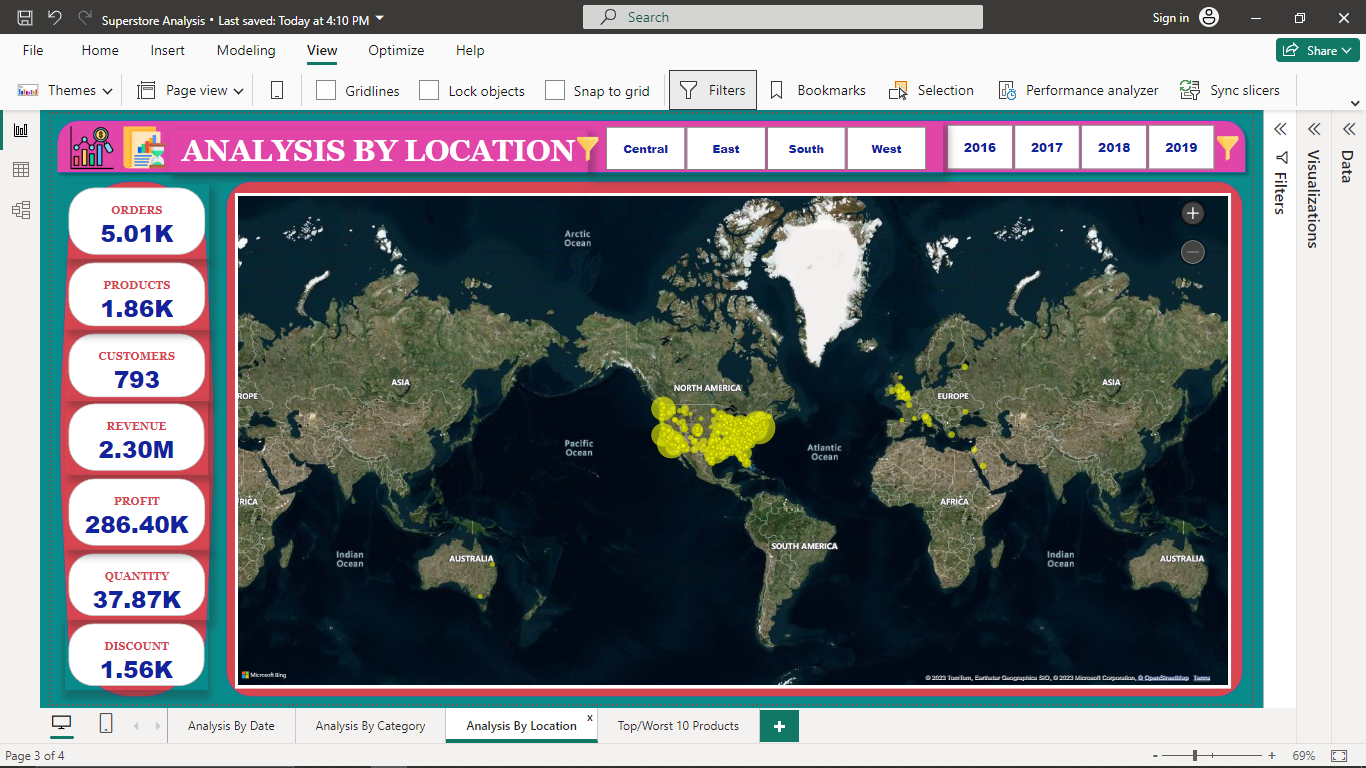 Superstore Analysis • Last saved: Today at 4:10 PM
Search
Sign in
File Home Insert Modeling View Optimize Help
Share
Themes Page view Gridlines Lock objects Snap to grid Filters Bookmarks Selection Performance analyzer Sync slicers
ANALYSIS BY LOCATION
Central East South West
2016 2017 2018 2019
Filters
Visualizations
Data
ORDERS
5.01K
PRODUCTS
1.86K
CUSTOMERS
793
REVENUE
2.30M
PROFIT
286.40K
QUANTITY
37.87K
DISCOUNT
1.56K
Arctic
Ocean
ASIA
NORTH AMERICA
ASIA
ROPE
EUROPE
Pacific
Ocean
Atlantic
Ocean
RICA
AFRICA
SOUTH AMERICA
Indian
Ocean
AUSTRALIA
Indian
Ocean
AUSTRALIA
Microsoft Bing
© 2023 TomTom, Earthstar Geographics SIO, © 2023 Microsoft Corporation, © OpenStreetMap Terms
Analysis By Date Analysis By Category Analysis By Location x Top/Worst 10 Products +
Page 3 of 4
- + 69%